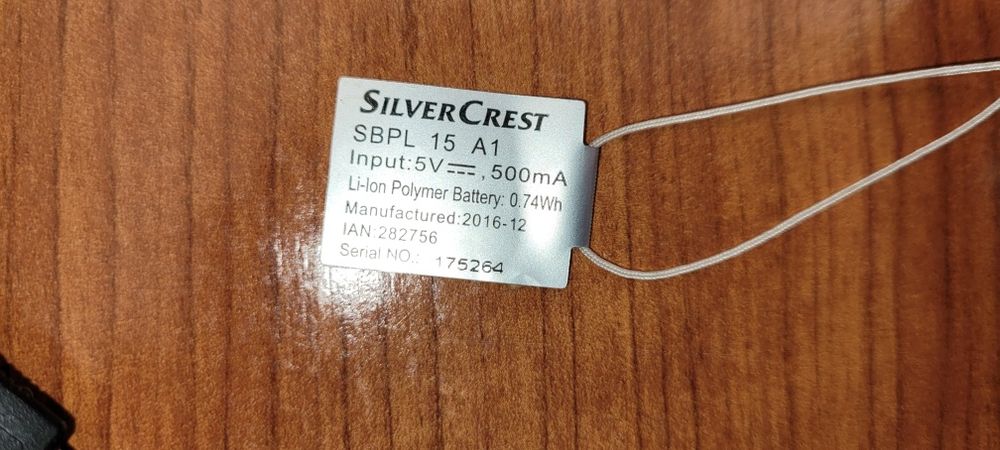 SILVERCREST
SBPL 15 A1
Input:5V⎓, 500mA
Li-Ion Polymer Battery: 0.74Wh
Manufactured:2016-12
IAN:282756
Serial NO.: 175264